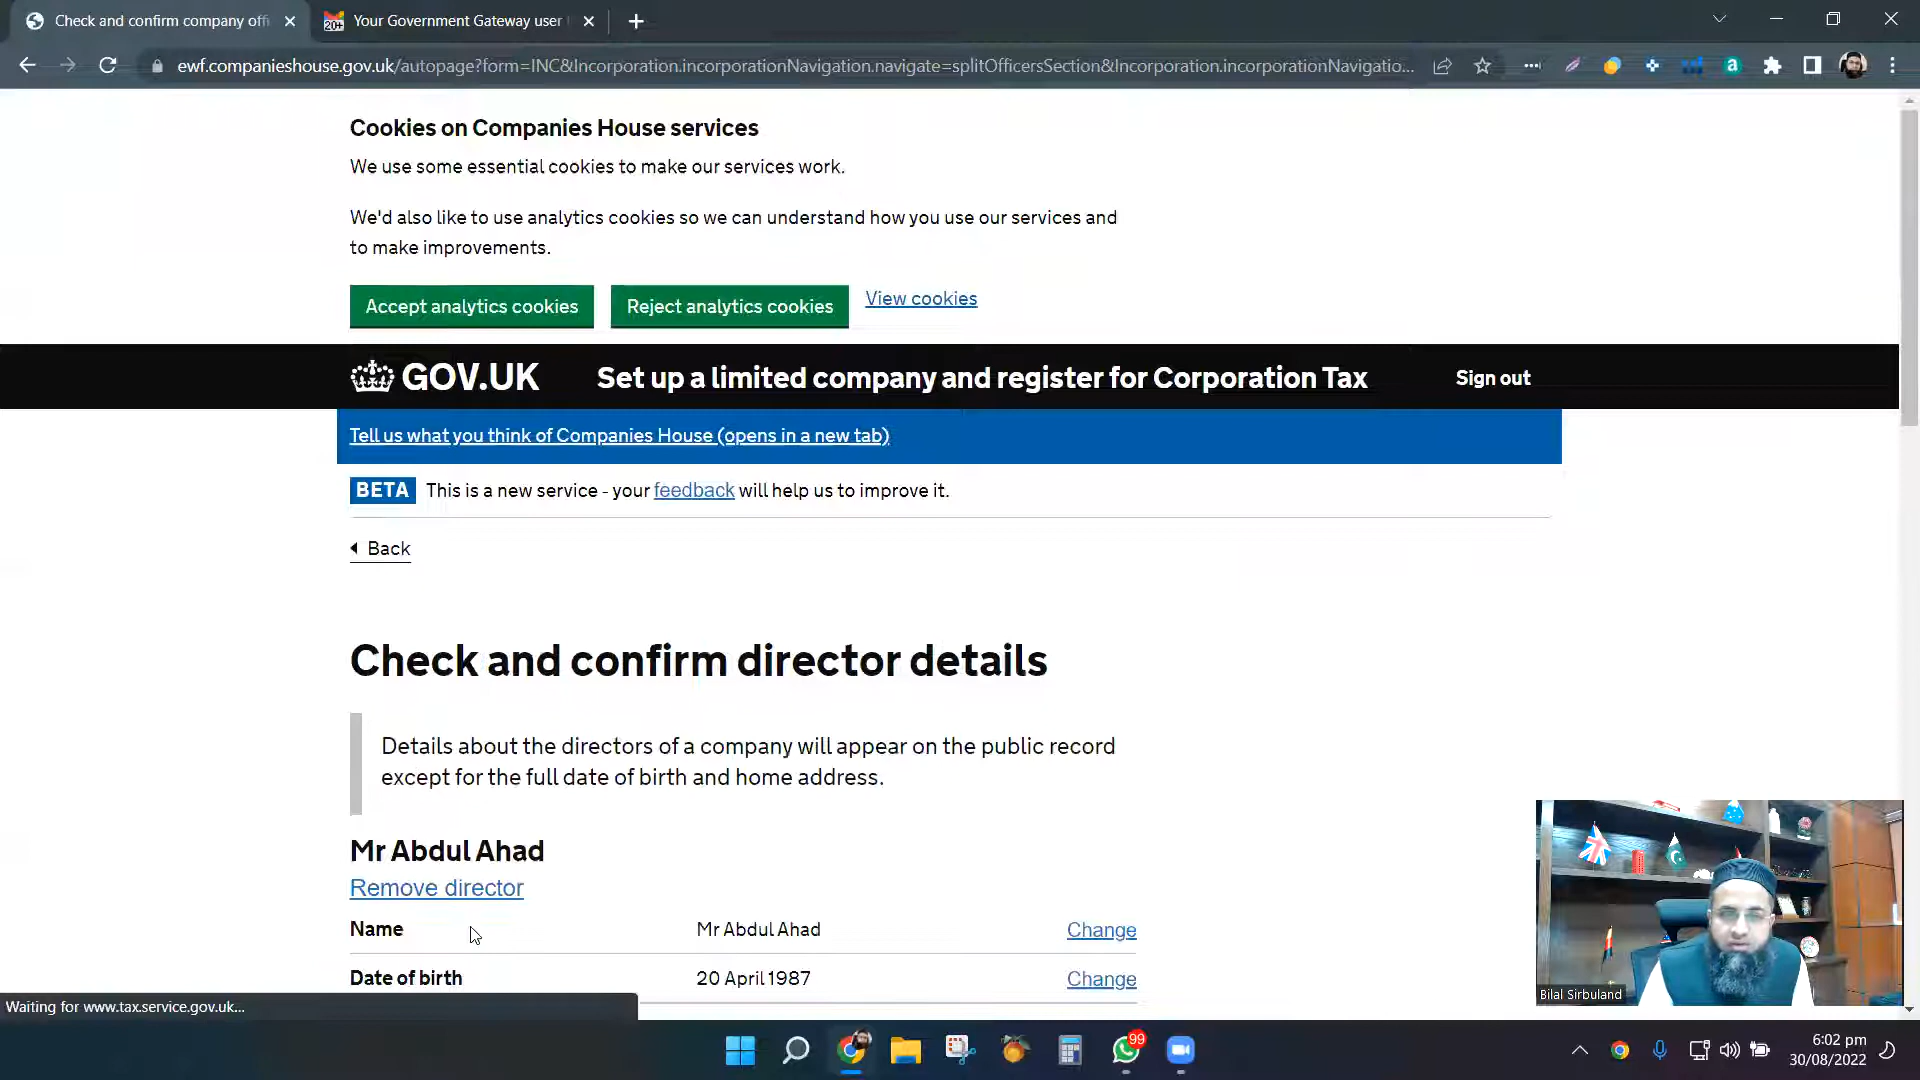 Check and confirm company off
20+
Your Government Gateway user
ewf.companieshouse.gov.uk/autopage?form=INC&Incorporation.incorporationNavigation.navigate=splitOfficersSection&Incorporation.incorporationNavigatio...
Cookies on Companies House services
We use some essential cookies to make our services work.
We'd also like to use analytics cookies so we can understand how you use our services and
to make improvements.
Accept analytics cookies
Reject analytics cookies
View cookies
GOV.UK
Set up a limited company and register for Corporation Tax
Sign out
Tell us what you think of Companies House (opens in a new tab)
BETA This is a new service - your feedback will help us to improve it.
Back
Check and confirm director details
Details about the directors of a company will appear on the public record
except for the full date of birth and home address.
Mr Abdul Ahad
Remove director
Name Mr Abdul Ahad Change
Date of birth 20 April 1987 Change
Bilal Sirbuland
Waiting for www.tax.service.gov.uk...
99
6:02 pm
30/08/2022